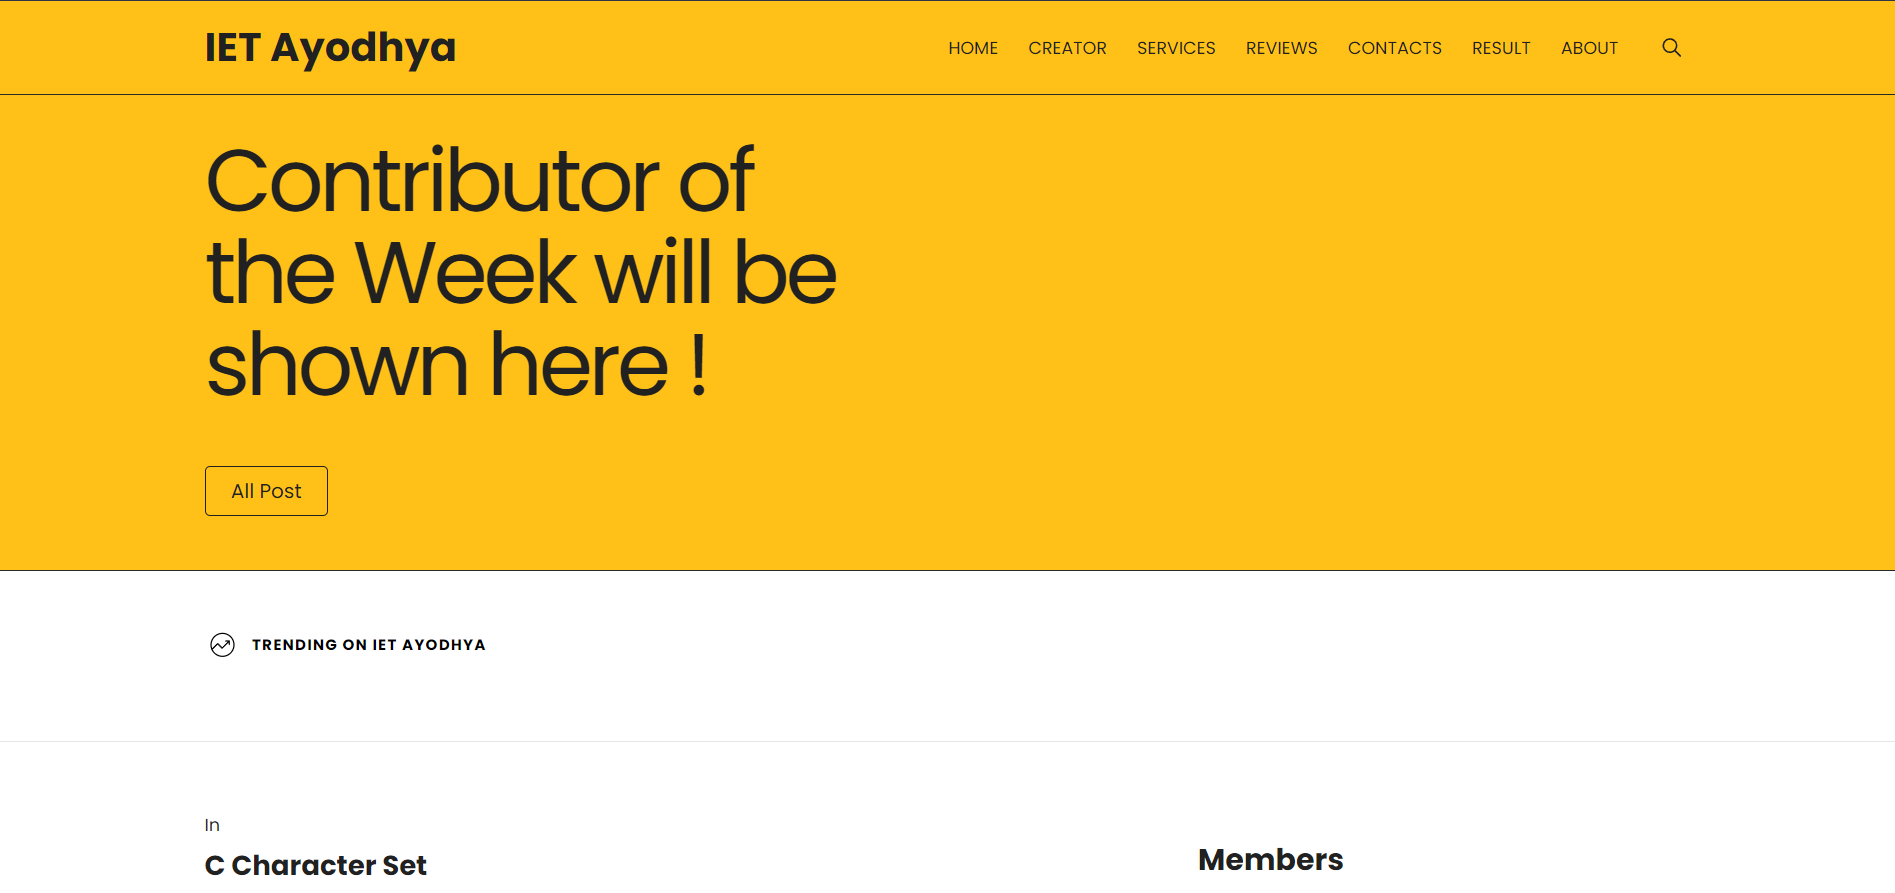 IET Ayodhya
HOME CREATOR SERVICES REVIEWS CONTACTS RESULT ABOUT
Contributor of
the Week will be
shown here !
All Post
TRENDING ON IET AYODHYA
In
C Character Set
Members